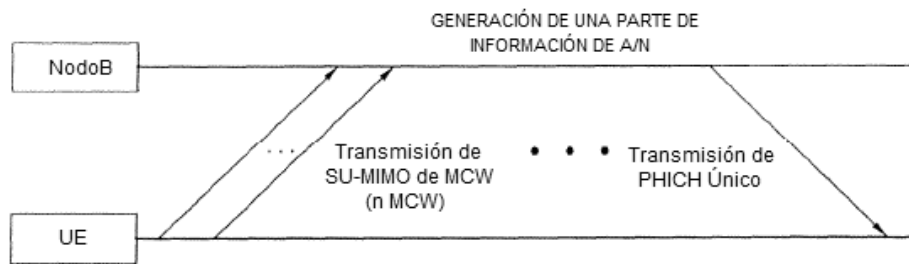 GENERACIÓN DE UNA PARTE DE
INFORMACIÓN DE A/N
NodoB
...
Transmisión de
SU-MIMO de MCW
(n MCW)
• • •
Transmisión de
PHICH Único
UE